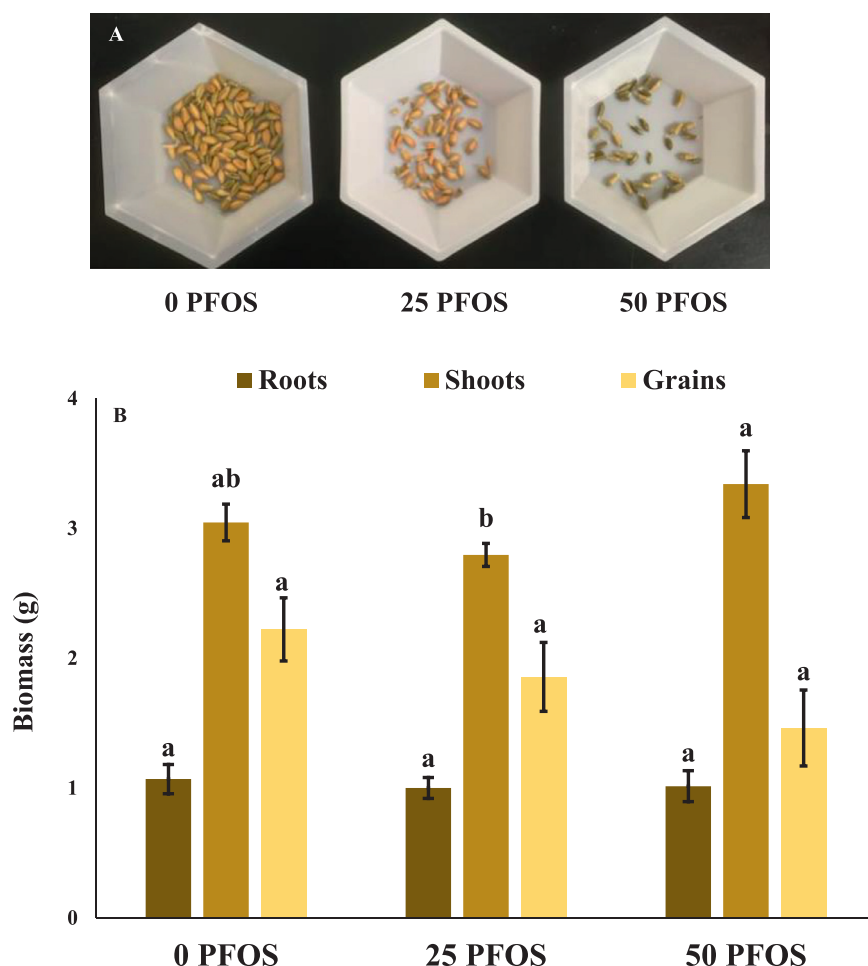 A
0 PFOS 25 PFOS 50 PFOS
Roots Shoots Grains
B
Biomass (g)
4
3
2
1
0
a ab a
a b a
a a a
0 PFOS 25 PFOS 50 PFOS